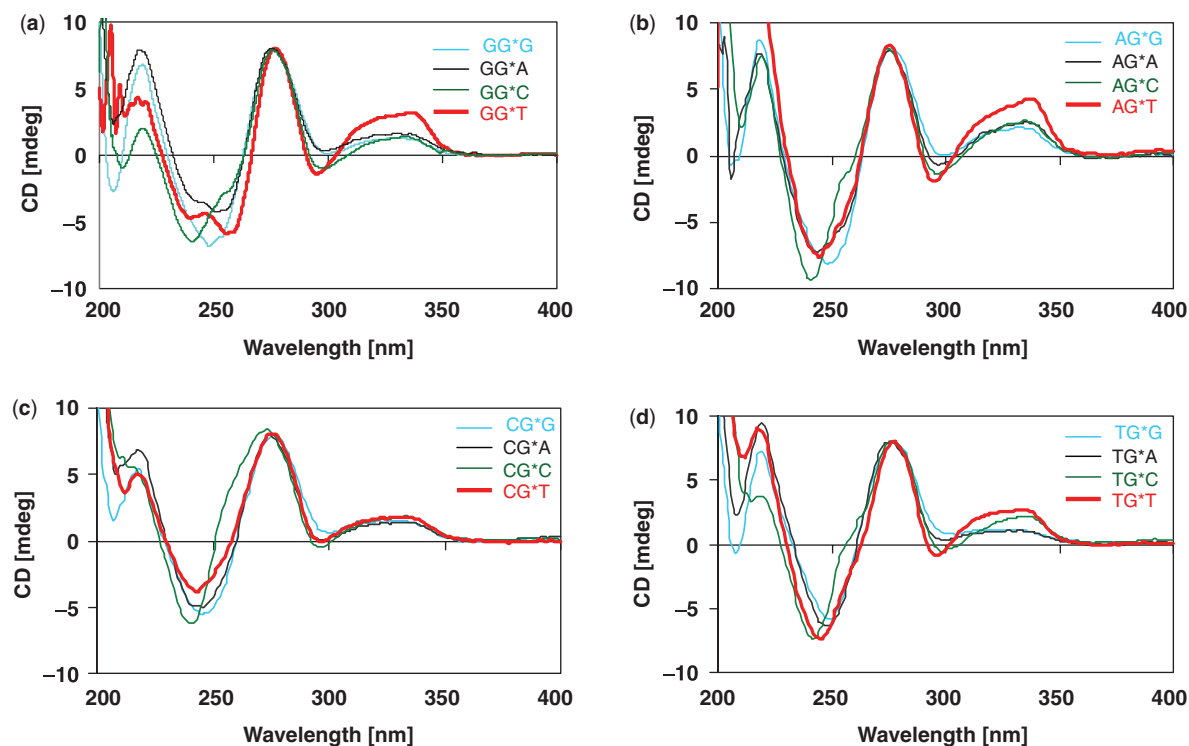 (a)
10
5
0
−5
−10
CD [mdeg]
GG*G
GG*A
GG*C
GG*T
200 250 300 350 400
Wavelength [nm]
(b)
10
5
0
−5
−10
CD [mdeg]
AG*G
AG*A
AG*C
AG*T
200 250 300 350 400
Wavelength [nm]
(c)
10
5
0
−5
−10
CD [mdeg]
CG*G
CG*A
CG*C
CG*T
200 250 300 350 400
Wavelength [nm]
(d)
10
5
0
−5
−10
CD [mdeg]
TG*G
TG*A
TG*C
TG*T
200 250 300 350 400
Wavelength [nm]